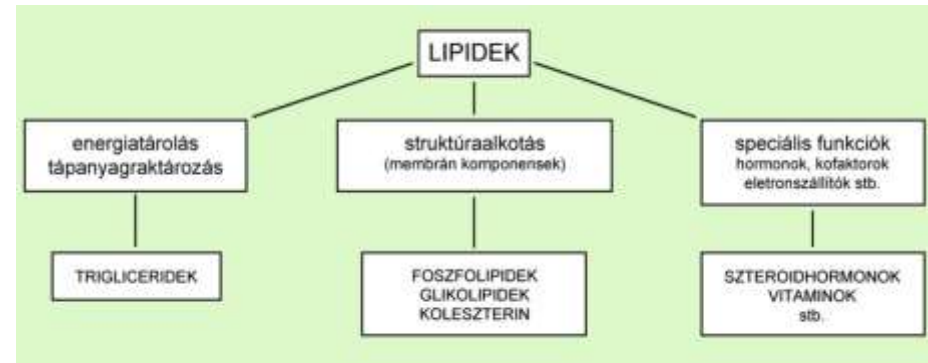 LIPIDEK
energiatárolás
tápanyagraktározás
struktúraalkotás
(membrán komponensek)
speciális funkciók
hormonok, kofaktorok
eletronszállítók stb.
TRIGLICERIDEK
FOSZFOLIPIDEK
GLIKOLIPIDEK
KOLESZTERIN
SZTEROIDHORMONOK
VITAMINOK
stb.